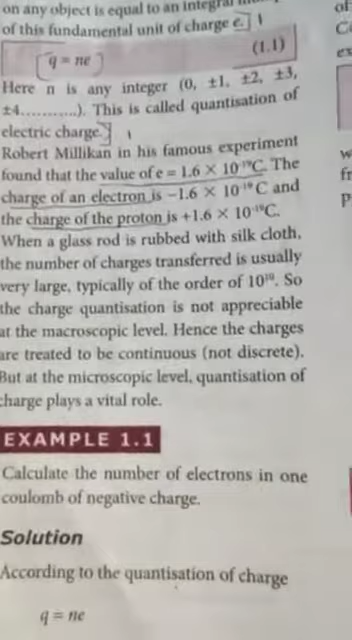 on any object is equal to an integral
of this fundamental unit of charge e.
q = ne (1.1)
Here n is any integer (0, ±1, ±2, ±3,
±4...........). This is called quantisation of
electric charge.
Robert Millikan in his famous experiment
found that the value of e = 1.6 × 10⁻¹⁹C. The
charge of an electron is −1.6 × 10⁻¹⁹ C and
the charge of the proton is +1.6 × 10⁻¹⁹C.
When a glass rod is rubbed with silk cloth,
the number of charges transferred is usually
very large, typically of the order of 10¹⁰. So
the charge quantisation is not appreciable
at the macroscopic level. Hence the charges
are treated to be continuous (not discrete).
But at the microscopic level, quantisation of
charge plays a vital role.
EXAMPLE 1.1
Calculate the number of electrons in one
coulomb of negative charge.
Solution
According to the quantisation of charge
q = ne